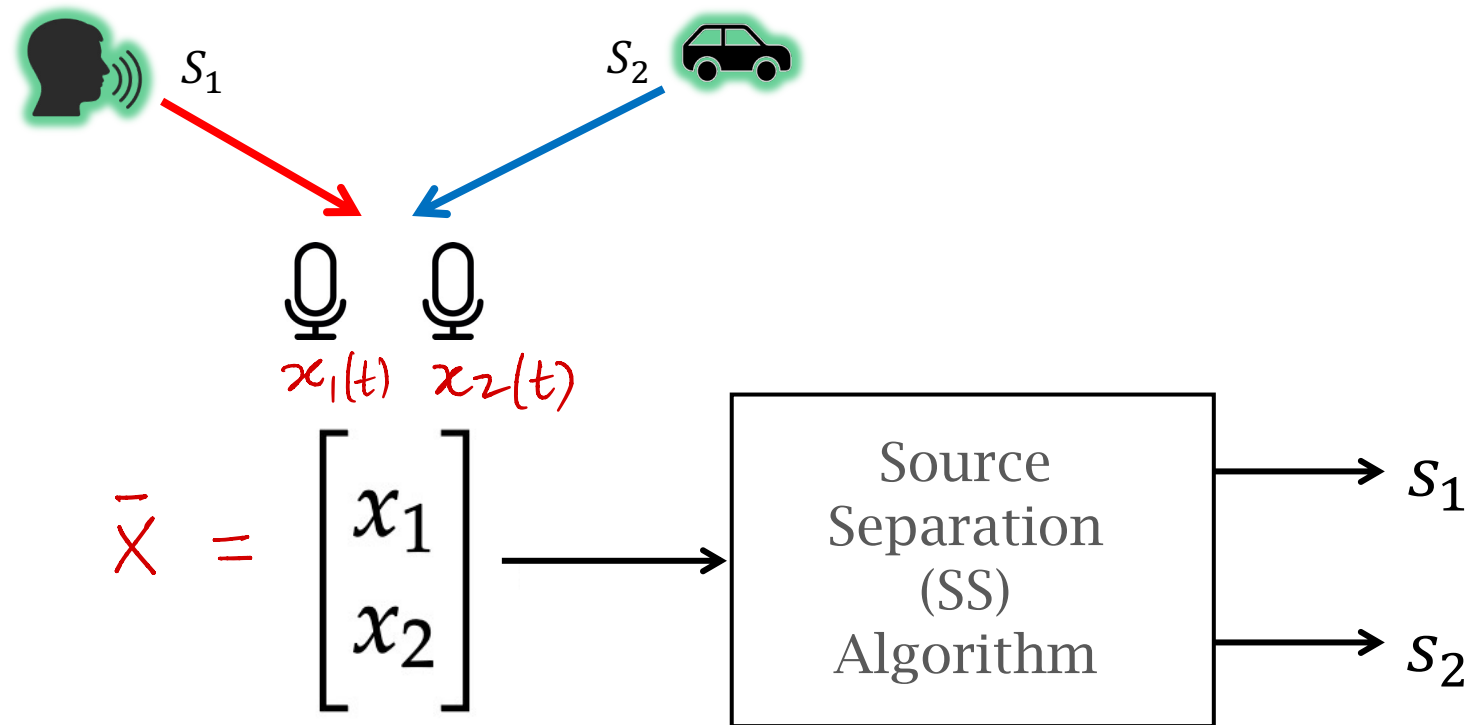 S₁
S₂
x₁(t) x₂(t)
X̄ = [x₁ x₂]
Source
Separation
(SS)
Algorithm
s₁
s₂